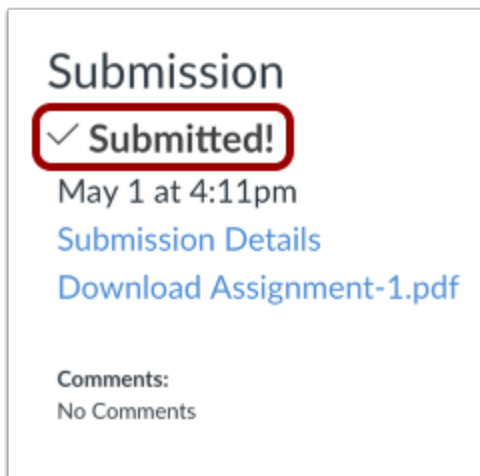 Submission
✓ Submitted!
May 1 at 4:11pm
Submission Details
Download Assignment-1.pdf
Comments:
No Comments